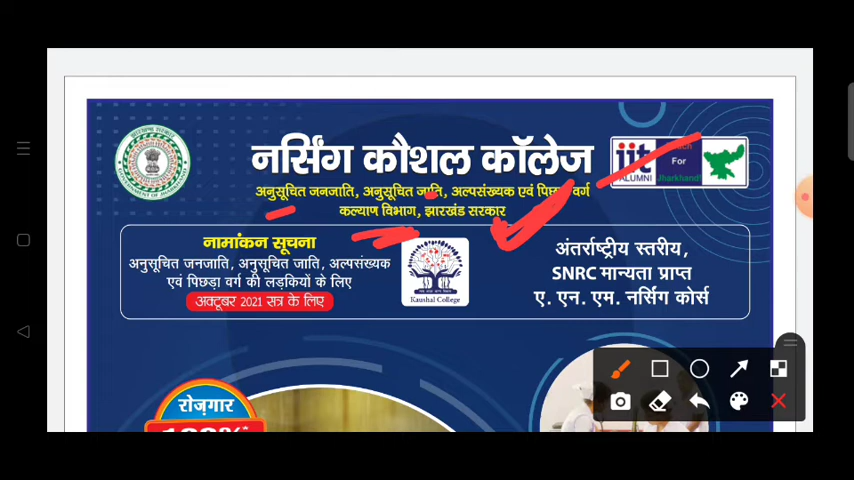 नर्सिंग कौशल कॉलेज
अनुसूचित जनजाति, अनुसूचित जाति, अल्पसंख्यक एवं पिछड़ा वर्ग
कल्याण विभाग, झारखंड सरकार
iit
ALUMNI
For
Jharkhand!
नामांकन सूचना
अनुसूचित जनजाति, अनुसूचित जाति, अल्पसंख्यक
एवं पिछड़ा वर्ग की लड़कियों के लिए
अक्टूबर 2021 सत्र के लिए
Kaushal College
अंतर्राष्ट्रीय स्तरीय,
SNRC मान्यता प्राप्त
ए. एन. एम. नर्सिंग कोर्स
रोज़गार
100%*